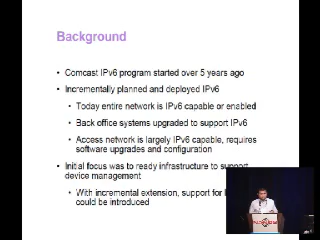 Background
• Comcast IPv6 program started over 5 years ago
• Incrementally planned and deployed IPv6
• Today entire network is IPv6 capable or enabled
• Back office systems upgraded to support IPv6
• Access network is largely IPv6 capable, requires
software upgrades and configuration
• Initial focus was to ready infrastructure to support
device management
• With incremental extension, support for
could be introduced